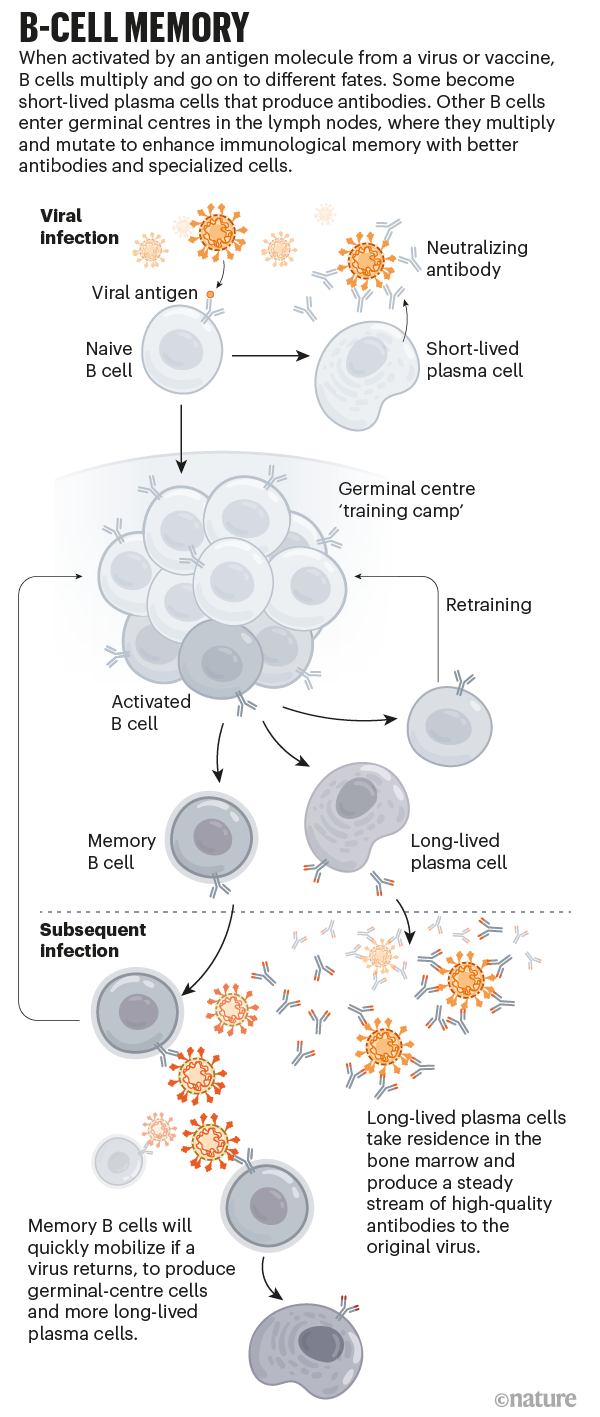 B-CELL MEMORY
When activated by an antigen molecule from a virus or vaccine,
B cells multiply and go on to different fates. Some become
short-lived plasma cells that produce antibodies. Other B cells
enter germinal centres in the lymph nodes, where they multiply
and mutate to enhance immunological memory with better
antibodies and specialized cells.
Viral
infection
Neutralizing
antibody
Viral antigen
Naive
B cell
Short-lived
plasma cell
Germinal centre
‘training camp’
Retraining
Activated
B cell
Memory
B cell
Long-lived
plasma cell
Subsequent
infection
Long-lived plasma cells
take residence in the
bone marrow and
produce a steady
stream of high-quality
antibodies to the
original virus.
Memory B cells will
quickly mobilize if a
virus returns, to produce
germinal-centre cells
and more long-lived
plasma cells.
©nature